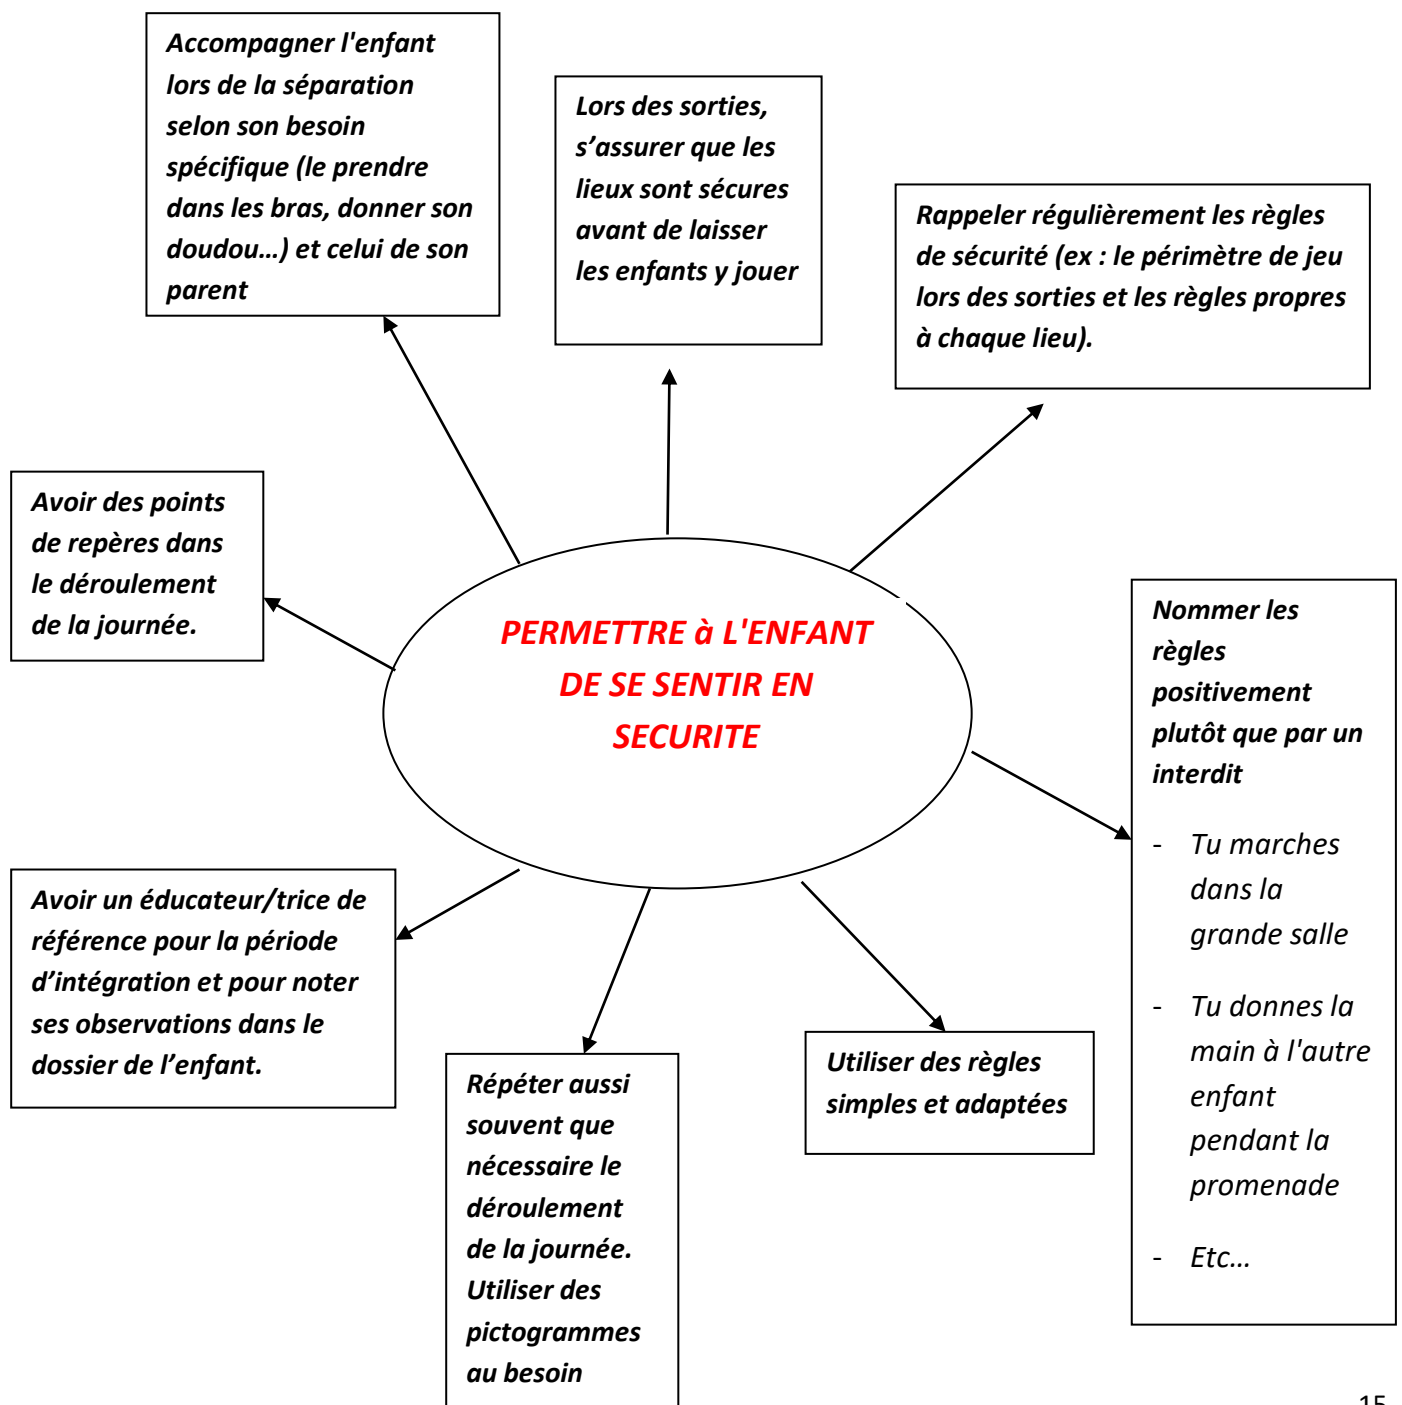 Accompagner l'enfant
lors de la séparation
selon son besoin
spécifique (le prendre
dans les bras, donner son
doudou…) et celui de son
parent
Lors des sorties,
s’assurer que les
lieux sont sécures
avant de laisser
les enfants y jouer
Rappeler régulièrement les règles
de sécurité (ex : le périmètre de jeu
lors des sorties et les règles propres
à chaque lieu).
Avoir des points
de repères dans
le déroulement
de la journée.
PERMETTRE à L'ENFANT
DE SE SENTIR EN
SECURITE
Nommer les
règles
positivement
plutôt que par un
interdit
- Tu marches
dans la
grande salle
- Tu donnes la
main à l'autre
enfant
pendant la
promenade
- Etc…
Avoir un éducateur/trice de
référence pour la période
d’intégration et pour noter
ses observations dans le
dossier de l’enfant.
Répéter aussi
souvent que
nécessaire le
déroulement
de la journée.
Utiliser des
pictogrammes
au besoin
Utiliser des règles
simples et adaptées
15